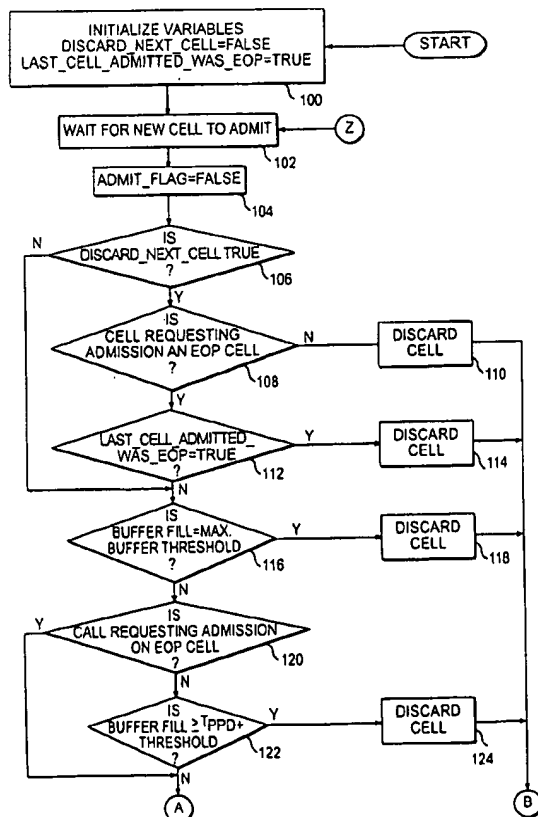 INITIALIZE VARIABLES
DISCARD_NEXT_CELL=FALSE
LAST_CELL_ADMITTED_WAS_EOP=TRUE
100
START
WAIT FOR NEW CELL TO ADMIT
102
Z
ADMIT_FLAG=FALSE
104
IS
DISCARD_NEXT_CELL TRUE
?
106
N
Y
IS
CELL REQUESTING
ADMISSION AN EOP CELL
?
108
N
DISCARD
CELL
110
Y
LAST_CELL_ADMITTED_
WAS_EOP=TRUE
?
112
Y
DISCARD
CELL
114
N
IS
BUFFER FILL=MAX.
BUFFER THRESHOLD
?
116
Y
DISCARD
CELL
118
N
IS
CALL REQUESTING ADMISSION
ON EOP CELL
?
120
Y
N
IS
BUFFER FILL ≥ TPPD+
THRESHOLD
?
122
Y
DISCARD
CELL
124
N
A
B